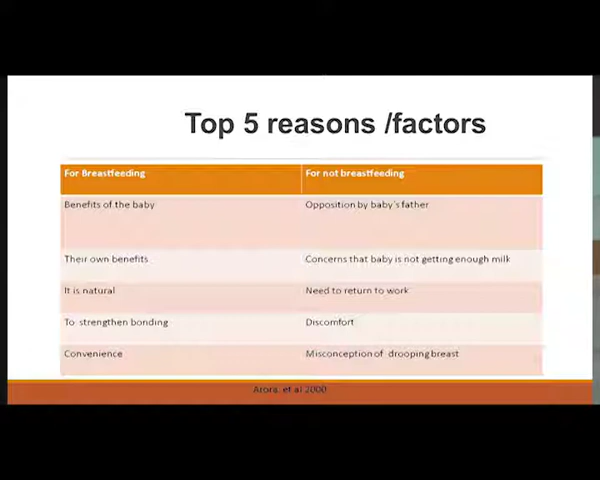 Top 5 reasons /factors
For Breastfeeding For not breastfeeding
Benefits of the baby Opposition by baby's father
Their own benefits Concerns that baby is not getting enough milk
It is natural Need to return to work
To strengthen bonding Discomfort
Convenience Misconception of drooping breast
Arora. et al 2000